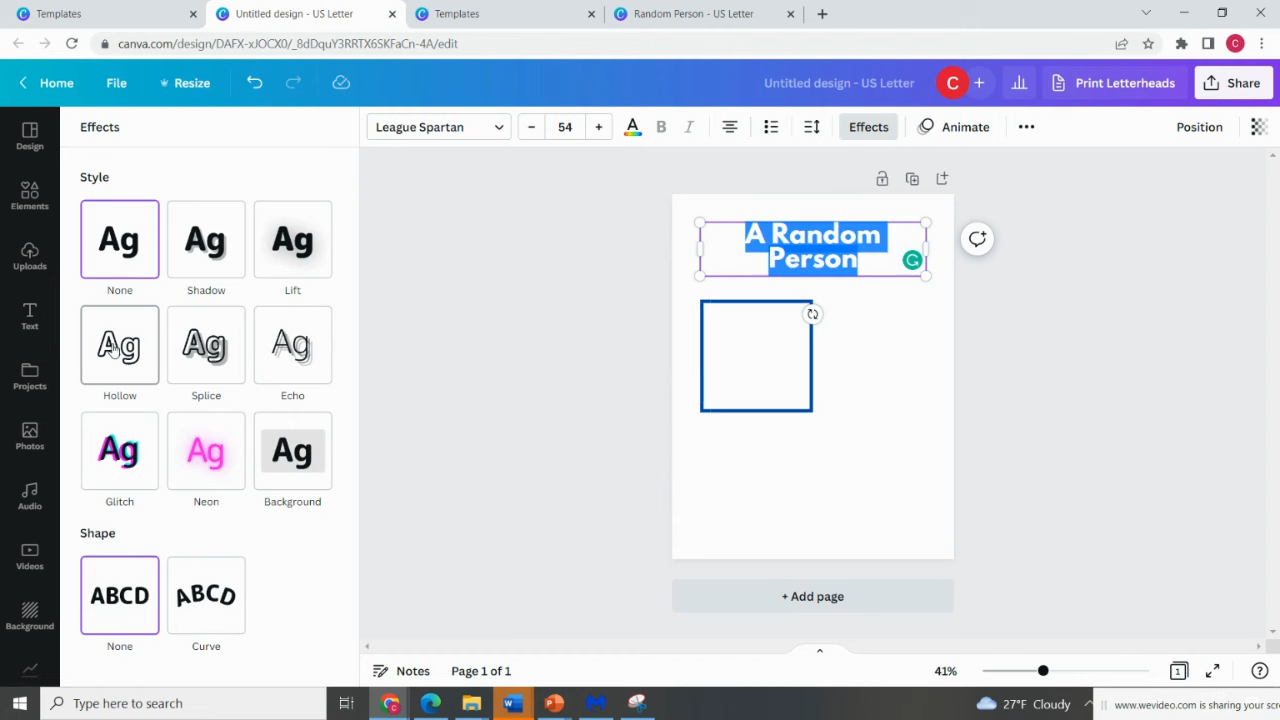 Templates
Untitled design - US Letter
Templates
Random Person - US Letter
canva.com/design/DAFX-xJOCX0/_8dDquY3RRTX6SKFaCn-4A/edit
C
Home
File
Resize
Untitled design - US Letter
C
Print Letterheads
Share
Design
Elements
Uploads
Text
Projects
Photos
Audio
Videos
Background
Effects
League Spartan
54
A
B
I
Effects
Animate
Position
Style
Ag
Ag
Ag
None
Shadow
Lift
Ag
Ag
Ag
Hollow
Splice
Echo
Ag
Ag
Ag
Glitch
Neon
Background
Shape
ABCD
ABCD
None
Curve
A Random
Person
+ Add page
Notes
Page 1 of 1
41%
1
Type here to search
27°F Cloudy
www.wevideo.com is sharing your scr